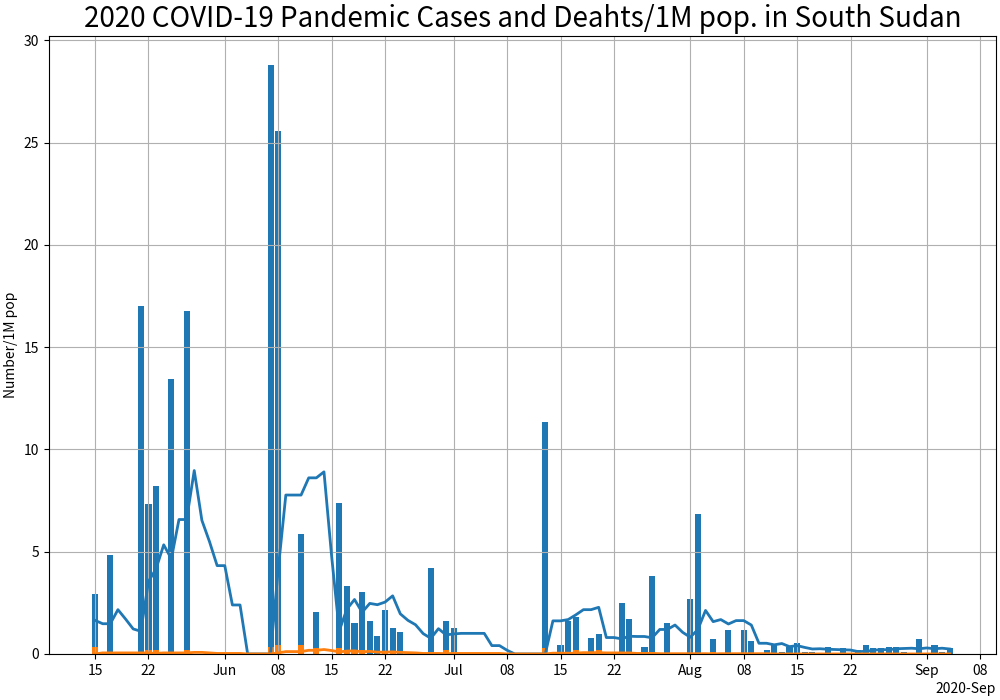 2020 COVID-19 Pandemic Cases and Deahts/1M pop. in South Sudan
30
25
20
15
10
5
0
Number/1M pop
15 22 Jun 08 15 22 Jul 08 15 22 Aug 08 15 22 Sep 08
2020-Sep